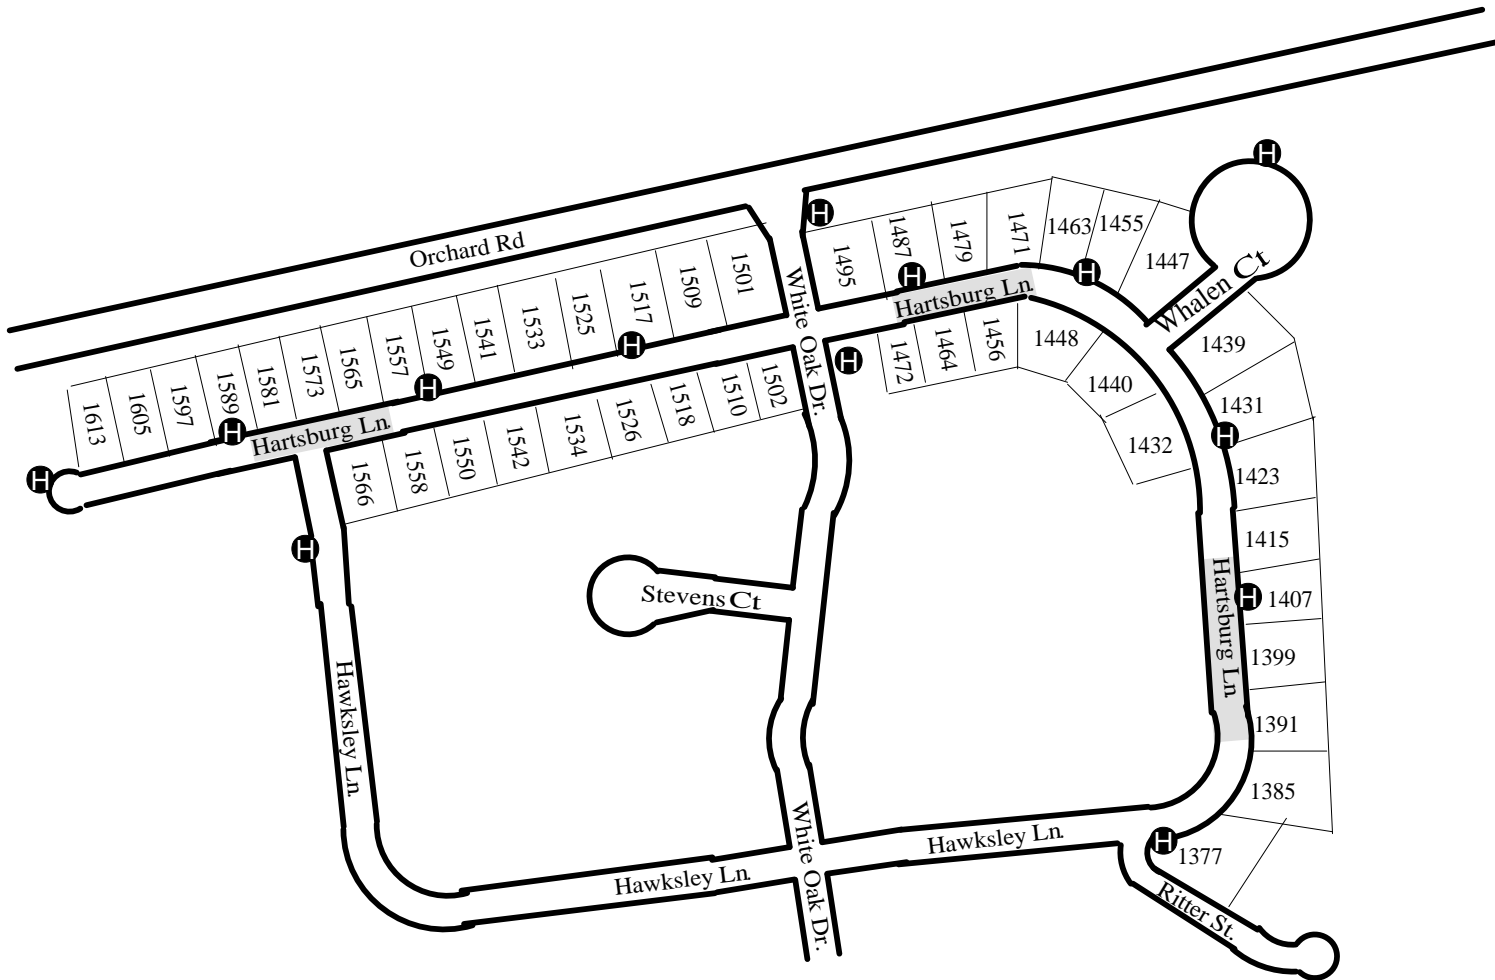 Orchard Rd
H
H
1495
1487
1479
1471
1463
1455
1447
H
H
Whalen Ct
Hartsburg Ln.
White Oak Dr.
1501
1509
1517
1525
1533
1541
1549
1557
1565
1573
1581
1589
1597
1605
1613
H
H
H
H
Hartsburg Ln.
H
1472
1464
1456
1448
1440
1432
1439
1431
H
1423
1415
H
1407
1399
1391
1385
1377
Hartsburg Ln.
1502
1510
1518
1526
1534
1542
1550
1558
1566
H
Stevens Ct
Hawksley Ln.
Hawksley Ln.
White Oak Dr.
Hawksley Ln.
H
Ritter St.